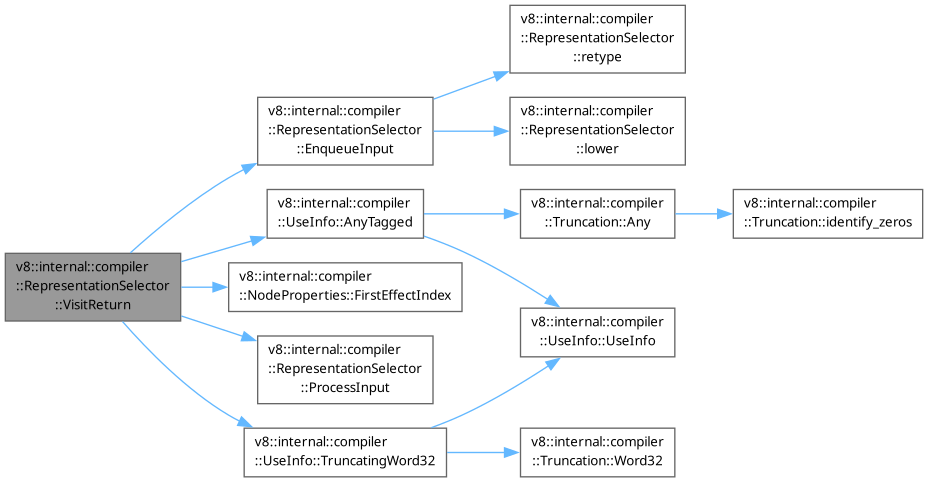 v8::internal::compiler
::RepresentationSelector
::retype
v8::internal::compiler
::RepresentationSelector
::EnqueueInput
v8::internal::compiler
::RepresentationSelector
::lower
v8::internal::compiler
::UseInfo::AnyTagged
v8::internal::compiler
::Truncation::Any
v8::internal::compiler
::Truncation::identify_zeros
v8::internal::compiler
::RepresentationSelector
::VisitReturn
v8::internal::compiler
::NodeProperties::FirstEffectIndex
v8::internal::compiler
::UseInfo::UseInfo
v8::internal::compiler
::RepresentationSelector
::ProcessInput
v8::internal::compiler
::UseInfo::TruncatingWord32
v8::internal::compiler
::Truncation::Word32